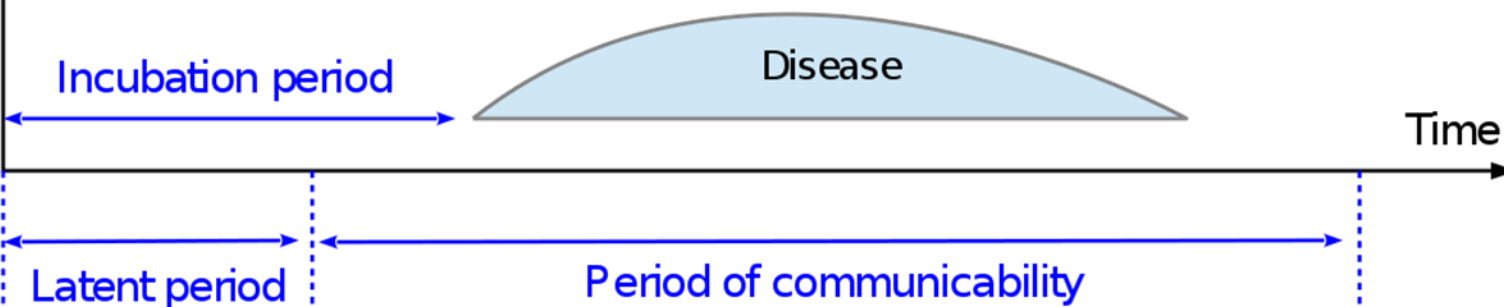 Disease
Incubation period
Time
Latent period
Period of communicability